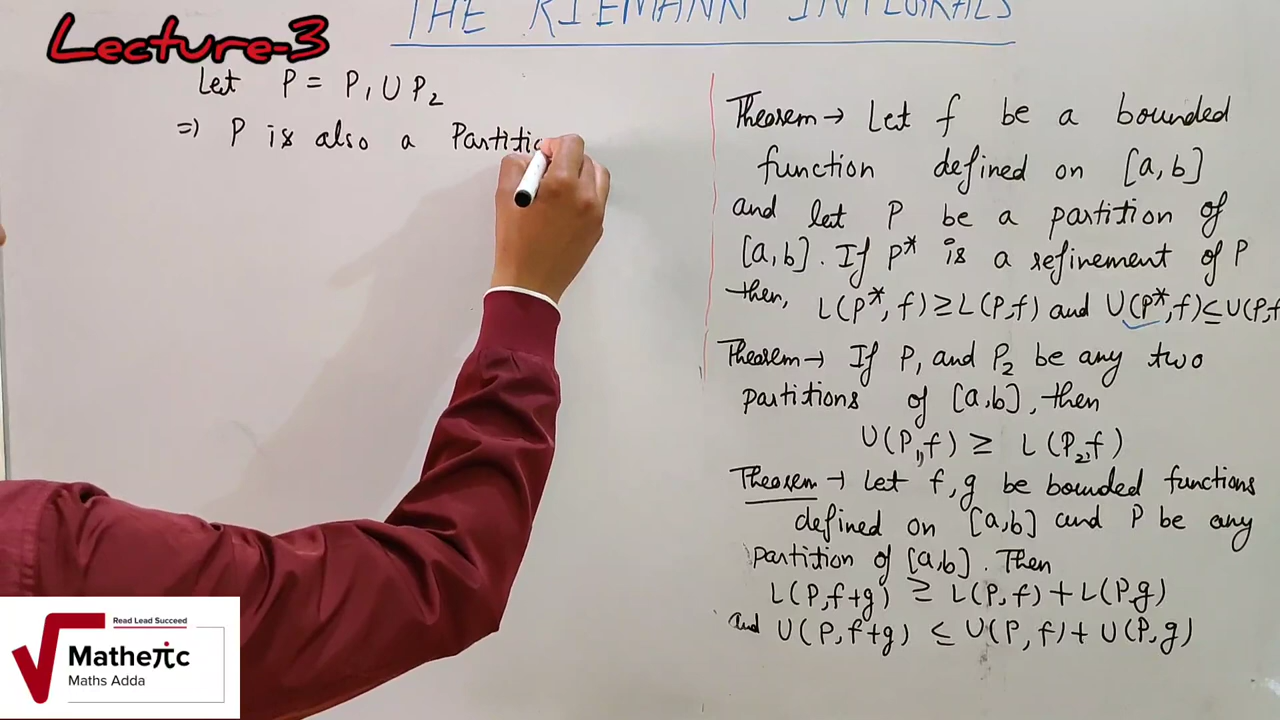 THE RIEMANN INTEGRALS
Lecture-3
Let P = P₁ ∪ P₂
⇒ P is also a Partitio
Theorem → Let f be a bounded
function defined on [a,b]
and let P be a partition of
[a,b]. If P* is a refinement of P
then, L(P*, f) ≥ L(P,f) and U(P*,f) ≤ U(P,f
Theorem → If P₁ and P₂ be any two
partitions of [a,b], then
U(P₁,f) ≥ L(P₂,f)
Theorem → Let f, g be bounded functions
defined on [a,b] and P be any
partition of [a,b]. Then
L(P,f+g) ≥ L(P,f) + L(P,g)
and U(P,f+g) ≤ U(P,f) + U(P,g)
Read Lead Succeed
Matheπc
Maths Adda